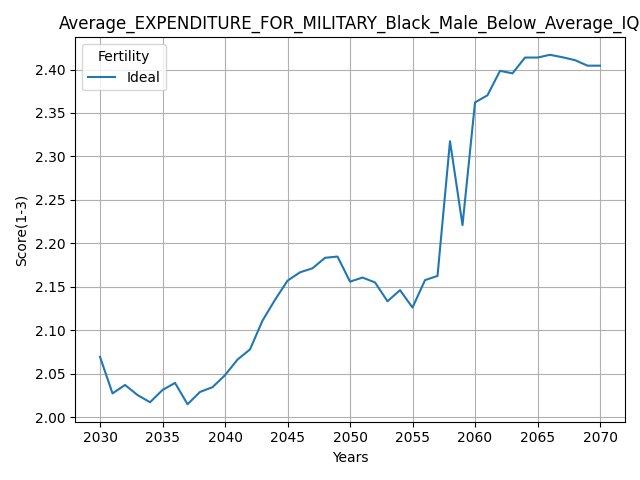 Average_EXPENDITURE_FOR_MILITARY_Black_Male_Below_Average_IQ
Fertility
Ideal
2.40
2.35
2.30
2.25
2.20
2.15
2.10
2.05
2.00
Score(1-3)
2030 2035 2040 2045 2050 2055 2060 2065 2070
Years